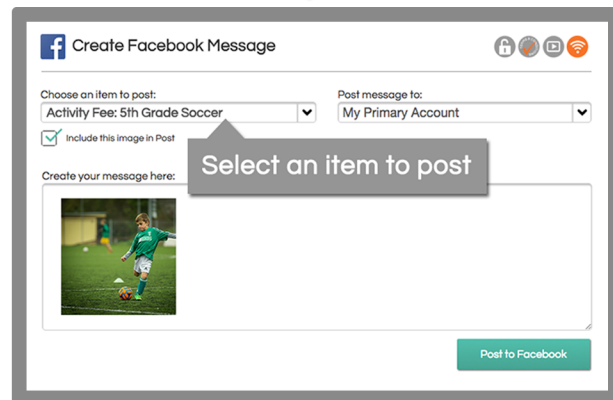 Create Facebook Message
Choose an item to post:
Post message to:
Activity Fee: 5th Grade Soccer
My Primary Account
Include this image in Post
Select an item to post
Create your message here:
Post to Facebook